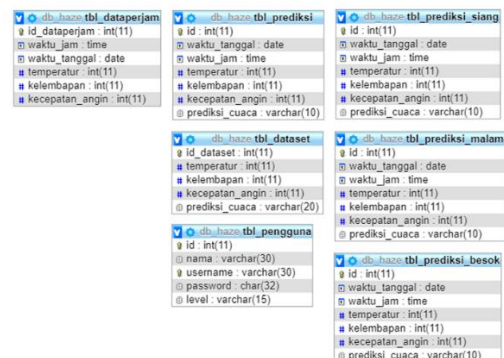 db_haze tbl_dataperjam
id_dataperjam : int(11)
waktu_jam : time
waktu_tanggal : date
temperatur : int(11)
kelembapan : int(11)
kecepatan_angin : int(11)
db_haze tbl_prediksi
id : int(11)
waktu_tanggal : date
waktu_jam : time
temperatur : int(11)
kelembapan : int(11)
kecepatan_angin : int(11)
prediksi_cuaca : varchar(10)
db_haze tbl_prediksi_siang
id : int(11)
waktu_tanggal : date
waktu_jam : time
temperatur : int(11)
kelembapan : int(11)
kecepatan_angin : int(11)
prediksi_cuaca : varchar(10)
db_haze tbl_dataset
id_dataset : int(11)
temperatur : int(11)
kelembapan : int(11)
kecepatan_angin : int(11)
prediksi_cuaca : varchar(20)
db_haze tbl_prediksi_malam
id : int(11)
waktu_tanggal : date
waktu_jam : time
temperatur : int(11)
kelembapan : int(11)
kecepatan_angin : int(11)
prediksi_cuaca : varchar(10)
db_haze tbl_pengguna
id : int(11)
nama : varchar(30)
username : varchar(30)
password : char(32)
level : varchar(15)
db_haze tbl_prediksi_besok
id : int(11)
waktu_tanggal : date
waktu_jam : time
temperatur : int(11)
kelembapan : int(11)
kecepatan_angin : int(11)
prediksi_cuaca : varchar(10)